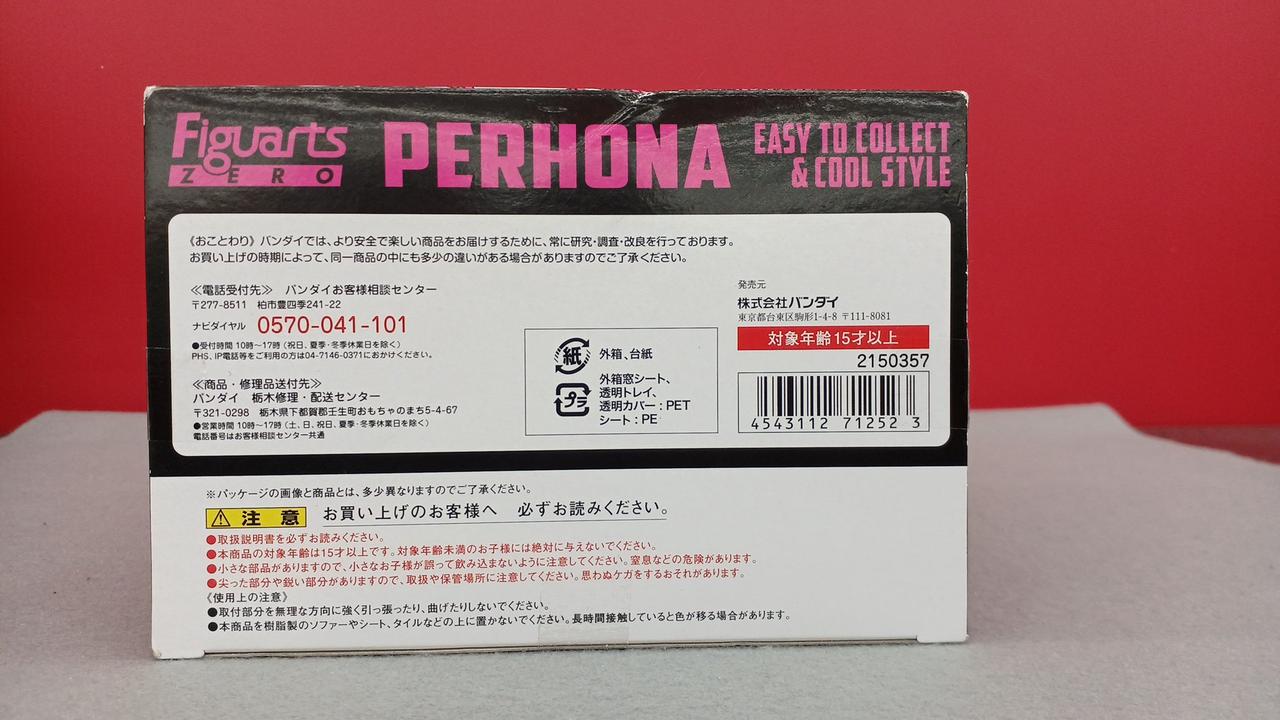 Figuarts
ZERO
PERHONA
EASY TO COLLECT
& COOL STYLE
《おことわり》バンダイでは、より安全で楽しい商品をお届けするために、常に研究・調査・改良を行っております。
お買い上げの時期によって、同一商品の中にも多少の違いがある場合がありますのでご了承ください。
≪電話受付先≫ バンダイお客様相談センター
〒277-8511 柏市豊四季241-22
ナビダイヤル 0570-041-101
●受付時間 10時〜17時(祝日、夏季・冬季休業日を除く)
PHS、IP電話等をご利用の方は04-7146-0371におかけください。
≪商品・修理品送付先≫
バンダイ 栃木修理・配送センター
〒321-0298 栃木県下都賀郡壬生町おもちゃのまち5-4-67
●営業時間 10時〜17時(土、日、祝日、夏季・冬季休業日を除く)
電話番号はお客様相談センター共通
紙 外箱、台紙
プラ 外箱窓シート、
透明トレイ、
透明カバー:PET
シート:PE
発売元
株式会社バンダイ
東京都台東区駒形1-4-8 〒111-8081
対象年齢15才以上
2150357
4543112 71252 3
※パッケージの画像と商品とは、多少異なりますのでご了承ください。
注意 お買い上げのお客様へ 必ずお読みください。
●取扱説明書を必ずお読みください。
●本商品の対象年齢は15才以上です。対象年齢未満のお子様には絶対に与えないでください。
●小さな部品がありますので、小さなお子様が誤って飲み込まないように注意してください。窒息などの危険があります。
●尖った部分や鋭い部分がありますので、取扱や保管場所に注意してください。思わぬケガをするおそれがあります。
《使用上の注意》
●取付部分を無理な方向に強く引っ張ったり、曲げたりしないでください。
●本商品を樹脂製のソファーやシート、タイルなどの上に置かないでください。長時間接触していると色が移る場合があります。